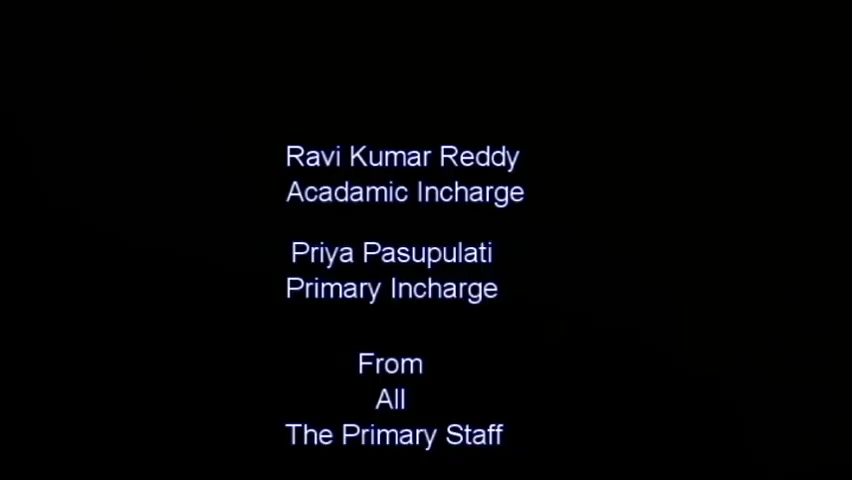 Ravi Kumar Reddy
Acadamic Incharge
Priya Pasupulati
Primary Incharge
From
All
The Primary Staff